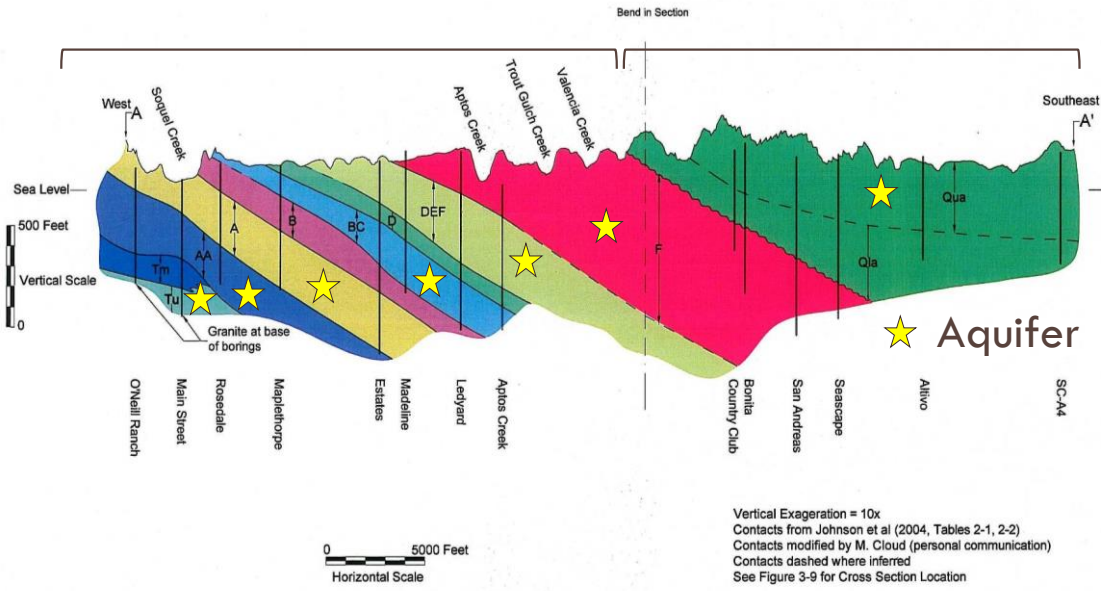 Bend in Section
West
A
Soquel Creek
Aptos Creek
Trout Gulch Creek
Valencia Creek
Southeast
A'
Sea Level
500 Feet
Vertical Scale
0
Tm
Tu
AA
A
B
BC
D
DEF
F
Qua
Qla
Granite at base
of borings
Aquifer
O'Neill Ranch
Main Street
Rosedale
Maplethorpe
Estates
Madeline
Ledyard
Aptos Creek
Country Club
Bonita
San Andreas
Seascape
Altivo
SC-A4
0
5000 Feet
Horizontal Scale
Vertical Exageration = 10x
Contacts from Johnson et al (2004, Tables 2-1, 2-2)
Contacts modified by M. Cloud (personal communication)
Contacts dashed where inferred
See Figure 3-9 for Cross Section Location